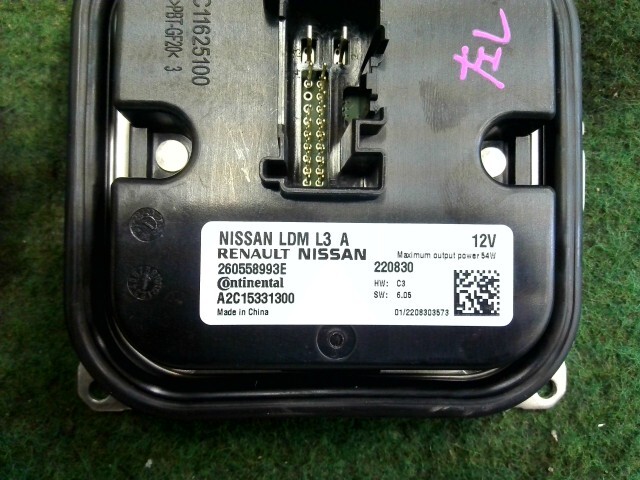 C11625100
>PBT-GF20< 3
左L
NISSAN LDM L3 A 12V
RENAULT NISSAN Maximum output power 54W
260558993E 220830
Continental HW: C3
A2C15331300 SW: 6.05
Made in China 01/2208303573